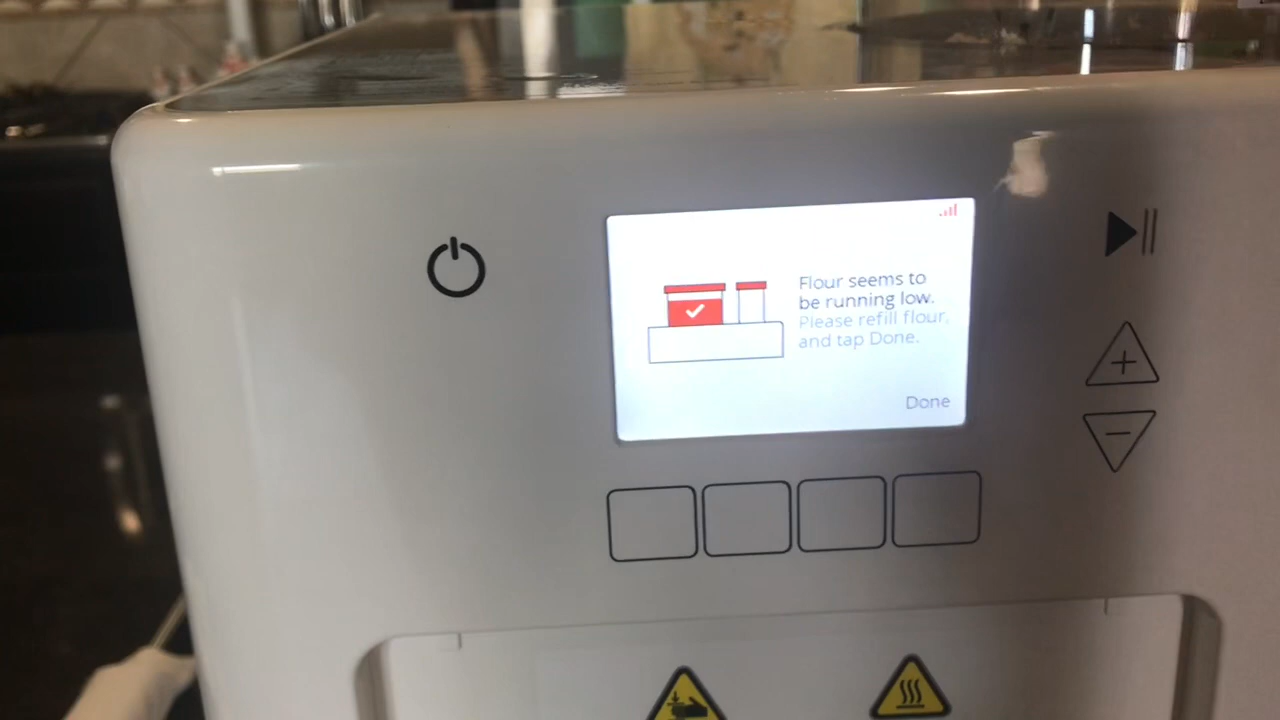 Flour seems to
be running low.
Please refill flour,
and tap Done.
Done